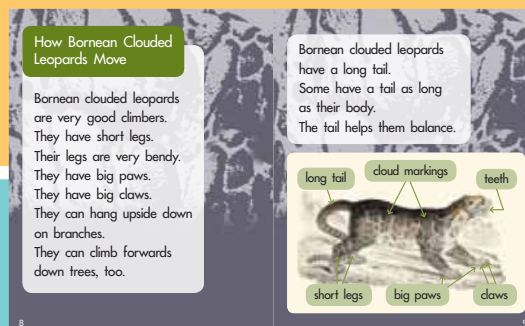 How Bornean Clouded
Leopards Move
Bornean clouded leopards
are very good climbers.
They have short legs.
Their legs are very bendy.
They have big paws.
They have big claws.
They can hang upside down
on branches.
They can climb forwards
down trees, too.
8
Bornean clouded leopards
have a long tail.
Some have a tail as long
as their body.
The tail helps them balance.
long tail
cloud markings
teeth
short legs
big paws
claws